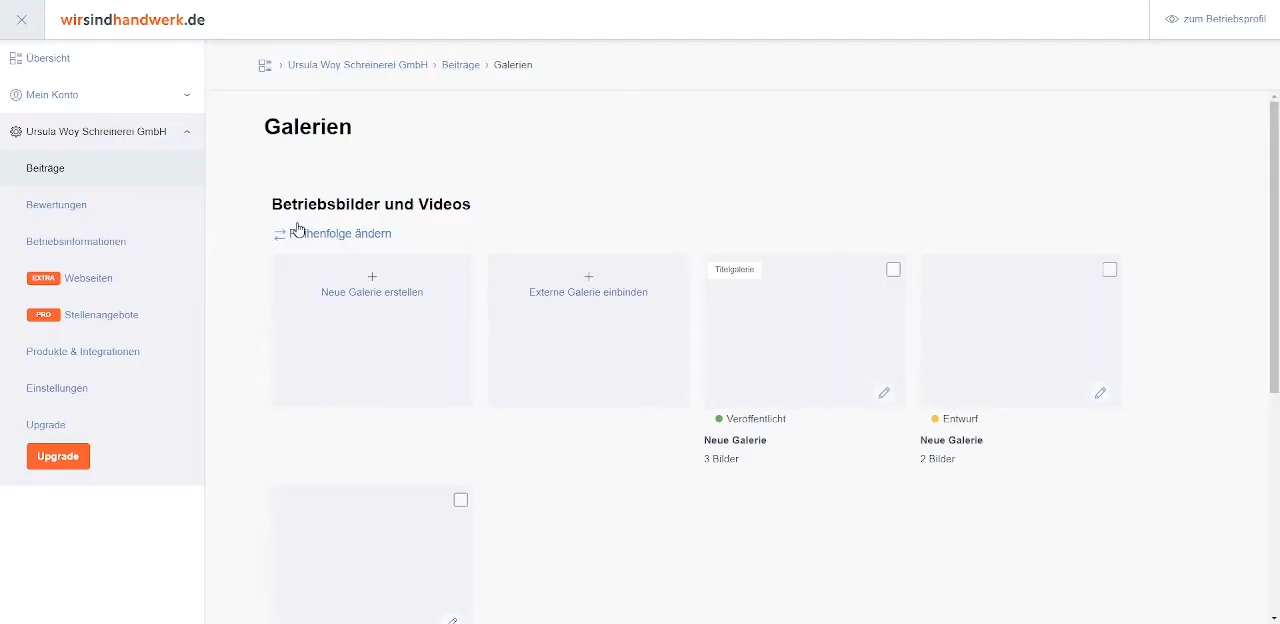 wirsindhandwerk.de
zum Betriebsprofil
Übersicht
Mein Konto
Ursula Woy Schreinerei GmbH
Beiträge
Bewertungen
Betriebsinformationen
EXTRA Webseiten
PRO Stellenangebote
Produkte & Integrationen
Einstellungen
Upgrade
Upgrade
› Ursula Woy Schreinerei GmbH › Beiträge › Galerien
Galerien
Betriebsbilder und Videos
Reihenfolge ändern
+
Neue Galerie erstellen
+
Externe Galerie einbinden
Titelgalerie
Veröffentlicht
Neue Galerie
3 Bilder
Entwurf
Neue Galerie
2 Bilder